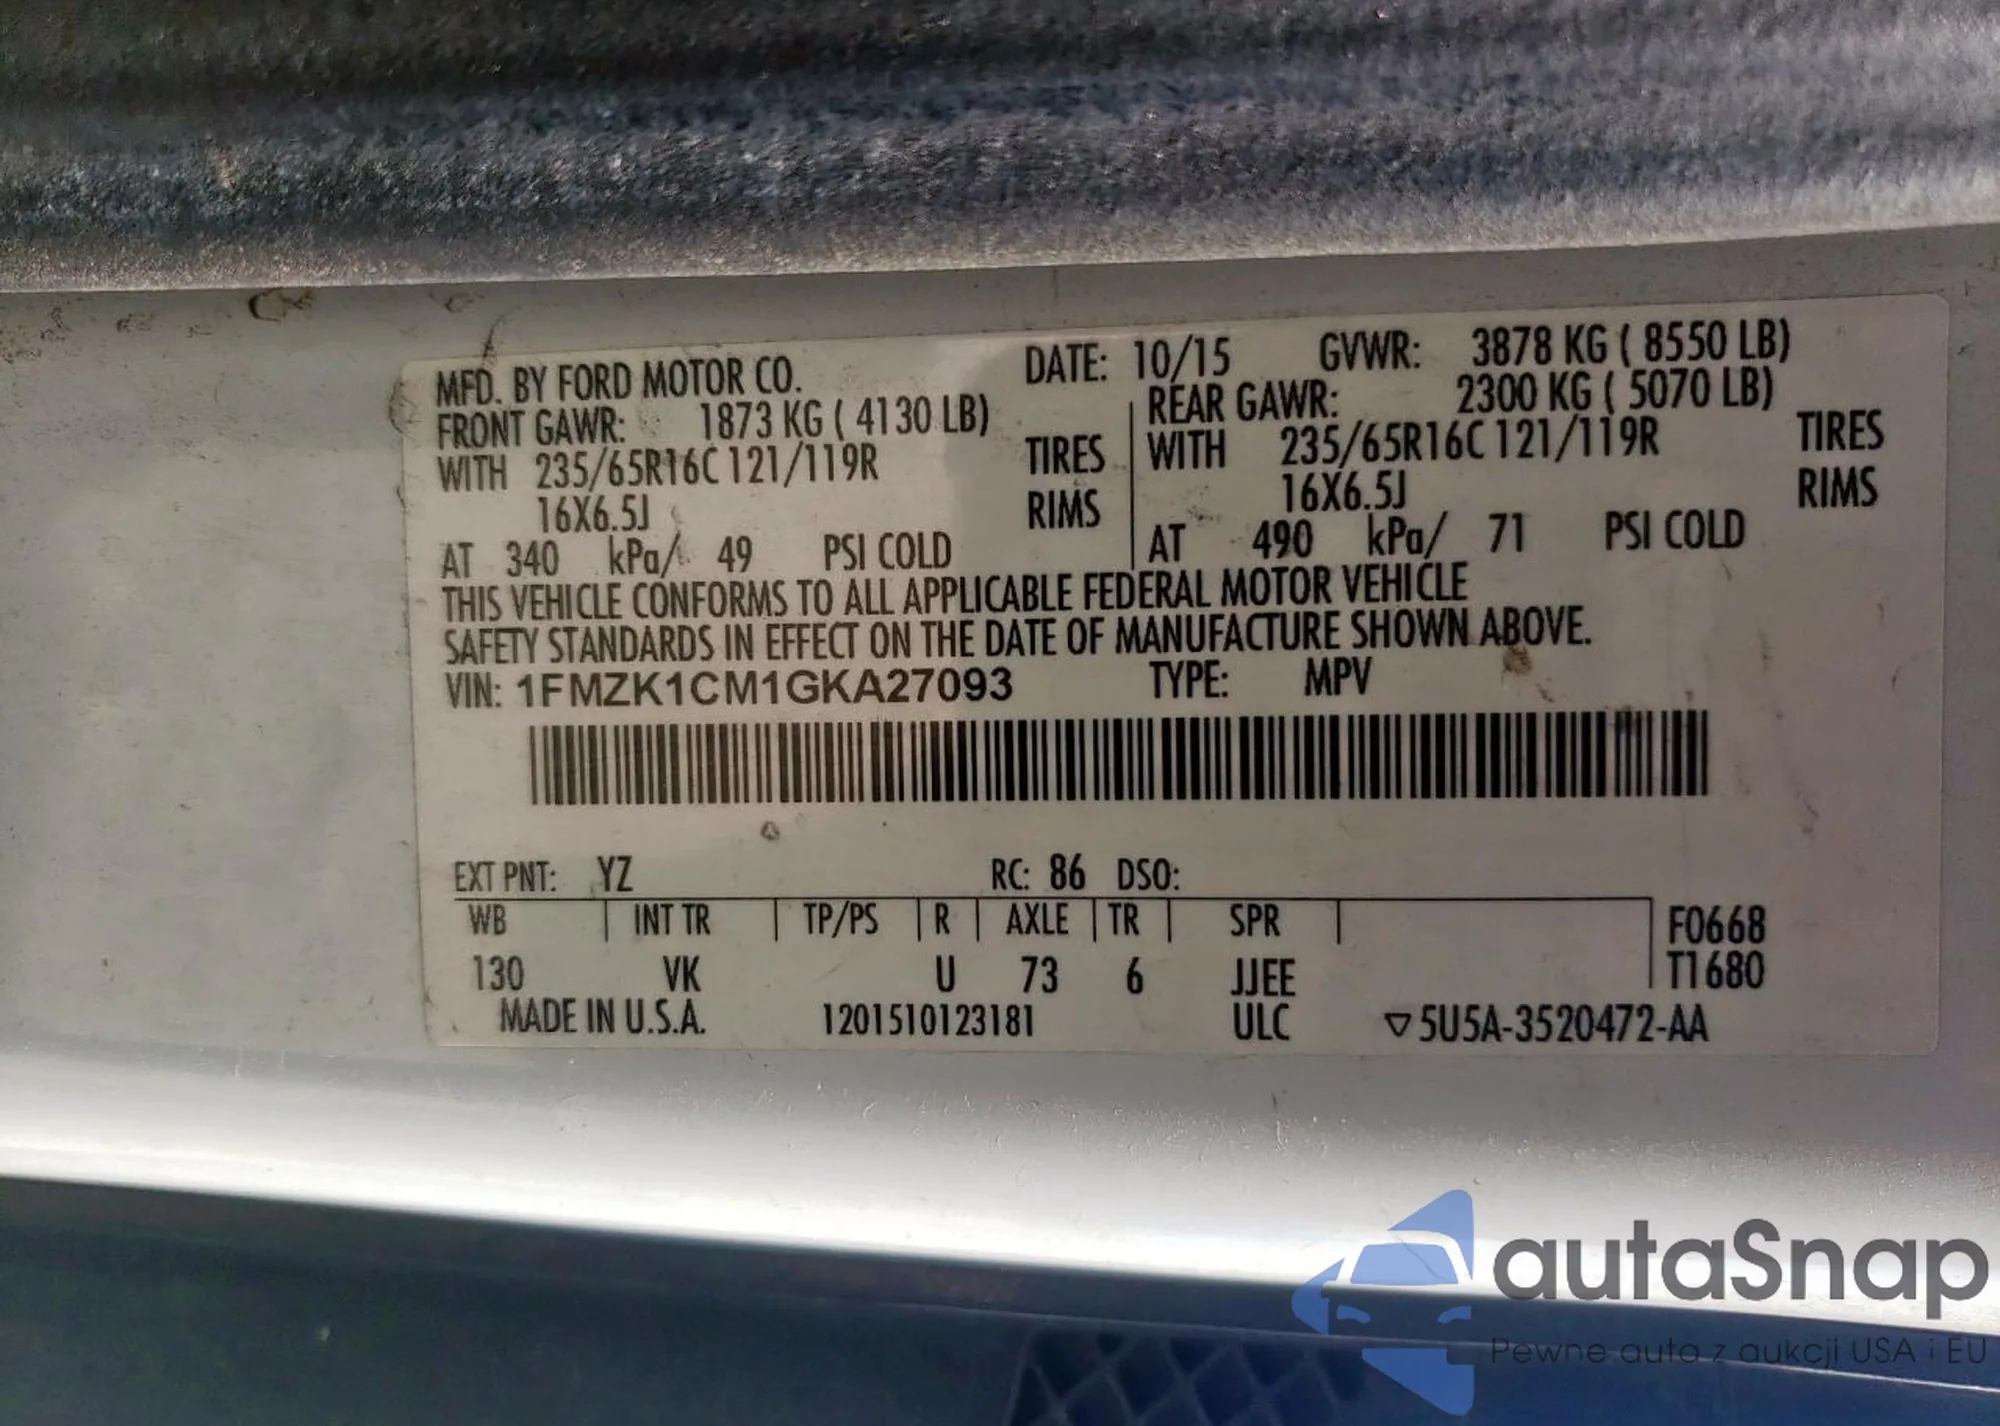 MFD. BY FORD MOTOR CO. DATE: 10/15 GVWR: 3878 KG ( 8550 LB)
FRONT GAWR: 1873 KG ( 4130 LB) REAR GAWR: 2300 KG ( 5070 LB)
WITH 235/65R16C 121/119R TIRES WITH 235/65R16C 121/119R TIRES
16X6.5J RIMS 16X6.5J RIMS
AT 340 kPa/ 49 PSI COLD AT 490 kPa/ 71 PSI COLD
THIS VEHICLE CONFORMS TO ALL APPLICABLE FEDERAL MOTOR VEHICLE
SAFETY STANDARDS IN EFFECT ON THE DATE OF MANUFACTURE SHOWN ABOVE.
VIN: 1FMZK1CM1GKA27093 TYPE: MPV
EXT PNT: YZ RC: 86 DSO:
WB INT TR TP/PS R AXLE TR SPR F0668
130 VK U 73 6 JJEE T1680
MADE IN U.S.A. 1201510123181 ULC ▽5U5A-3520472-AA
autaSnap
Pewne auta z aukcji USA i EU